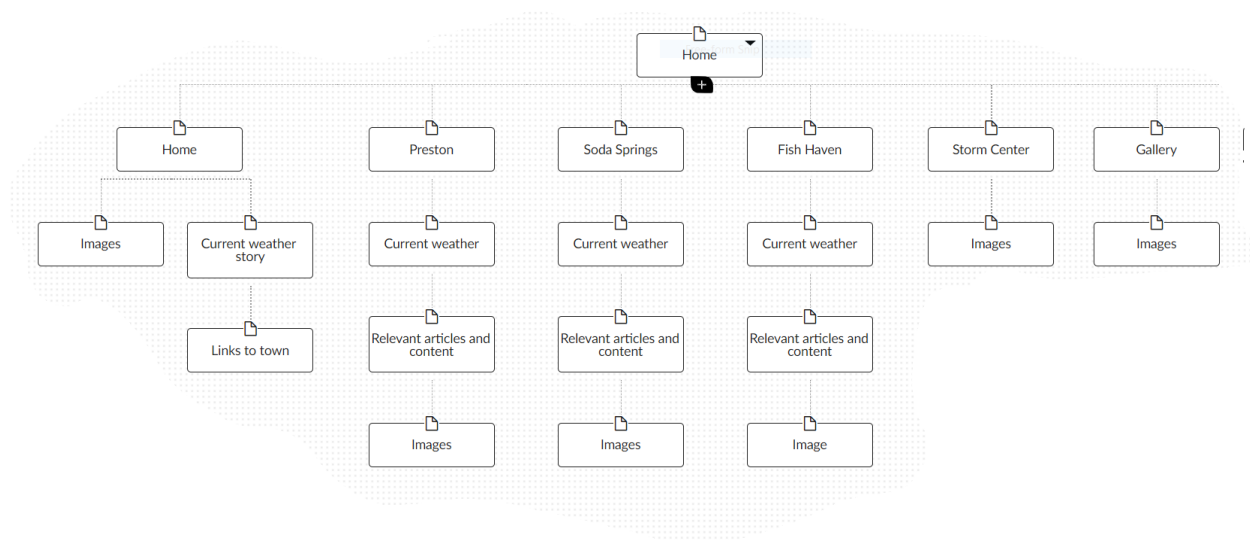 Home
Home
Preston
Soda Springs
Fish Haven
Storm Center
Gallery
Images
Current weather
story
Current weather
Current weather
Current weather
Images
Images
Links to town
Relevant articles and
content
Relevant articles and
content
Relevant articles and
content
Images
Images
Image